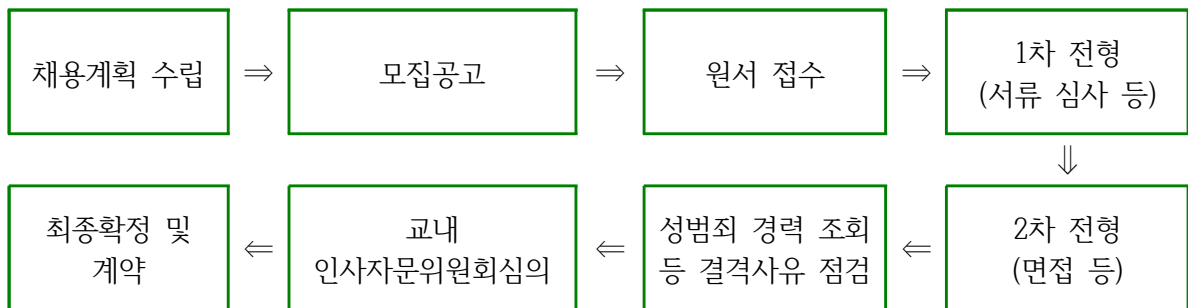 채용계획 수립
⇒
모집공고
⇒
원서 접수
⇒
1차 전형
(서류 심사 등)
⇓
2차 전형
(면접 등)
⇐
성범죄 경력 조회
등 결격사유 점검
⇐
교내
인사자문위원회심의
⇐
최종확정 및
계약